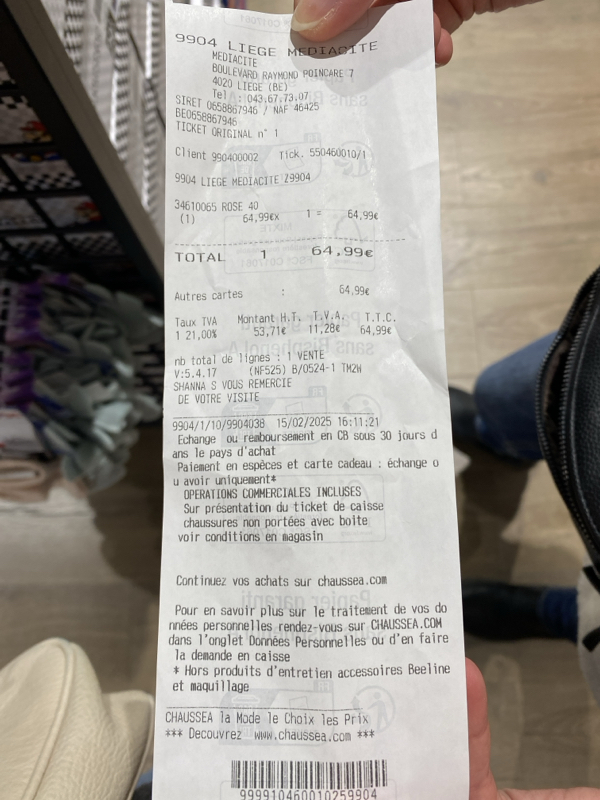 9904 LIEGE MEDIACITE
MEDIACITE
BOULEVARD RAYMOND POINCARE 7
4020 LIEGE (BE)
Tel : 043.67.73.07
SIRET 0658867946 / NAF 46425
BE0658867946
TICKET ORIGINAL n° 1
Client 990400002 Tick. 550460010/1
9904 LIEGE MEDIACITE Z9904
34610065 ROSE 40
(1) 64,99€x 1 = 64,99€
TOTAL 1 64,99€
Autres cartes : 64,99€
Taux TVA Montant H.T. T.V.A. T.T.C.
1 21,00% 53,71€ 11,28€ 64,99€
nb total de lignes : 1 VENTE
V:5.4.17 (NF525) B/0524-1 TM2W
SHANNA S VOUS REMERCIE
DE VOTRE VISITE
9904/1/10/9904038 15/02/2025 16:11:21
Echange ou remboursement en CB sous 30 jours d
ans le pays d'achat
Paiement en espèces et carte cadeau : échange o
u avoir uniquement*
OPERATIONS COMMERCIALES INCLUSES
Sur présentation du ticket de caisse
chaussures non portées avec boite
voir conditions en magasin
Continuez vos achats sur chaussea.com
Pour en savoir plus sur le traitement de vos do
nnées personnelles rendez-vous sur CHAUSSEA.COM
dans l'onglet Données Personnelles ou d'en faire
la demande en caisse
* Hors produits d'entretien accessoires Beeline
et maquillage
CHAUSSEA la Mode le Choix les Prix
*** Decouvrez www.chaussea.com ***
999910460010259904